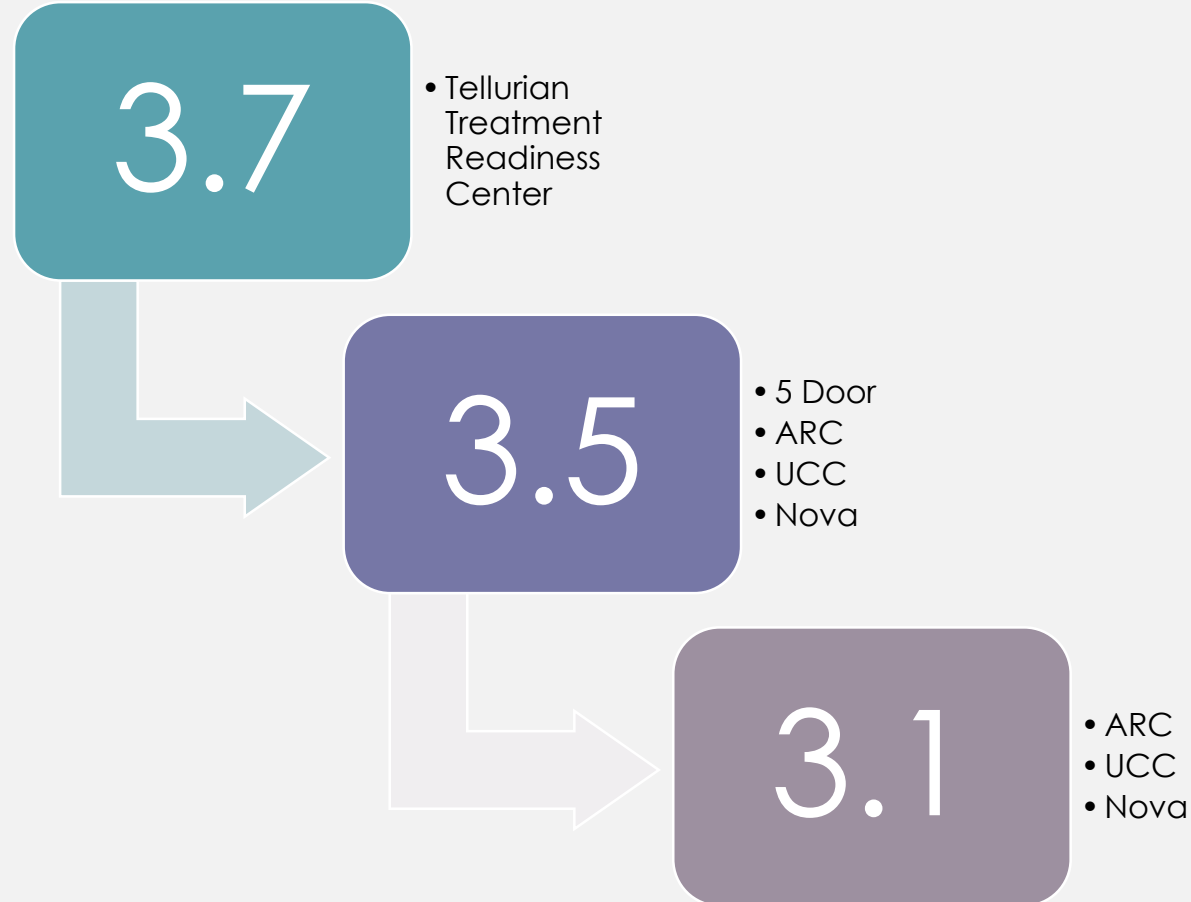 3.7
• Tellurian
Treatment
Readiness
Center
3.5
• 5 Door
• ARC
• UCC
• Nova
3.1
• ARC
• UCC
• Nova